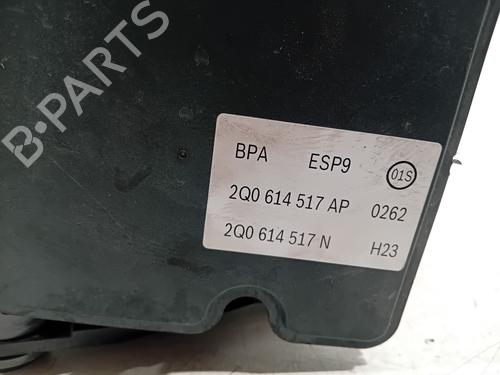 B-PARTS
BPA ESP9 01S
2Q0 614 517 AP 0262
2Q0 614 517 N H23